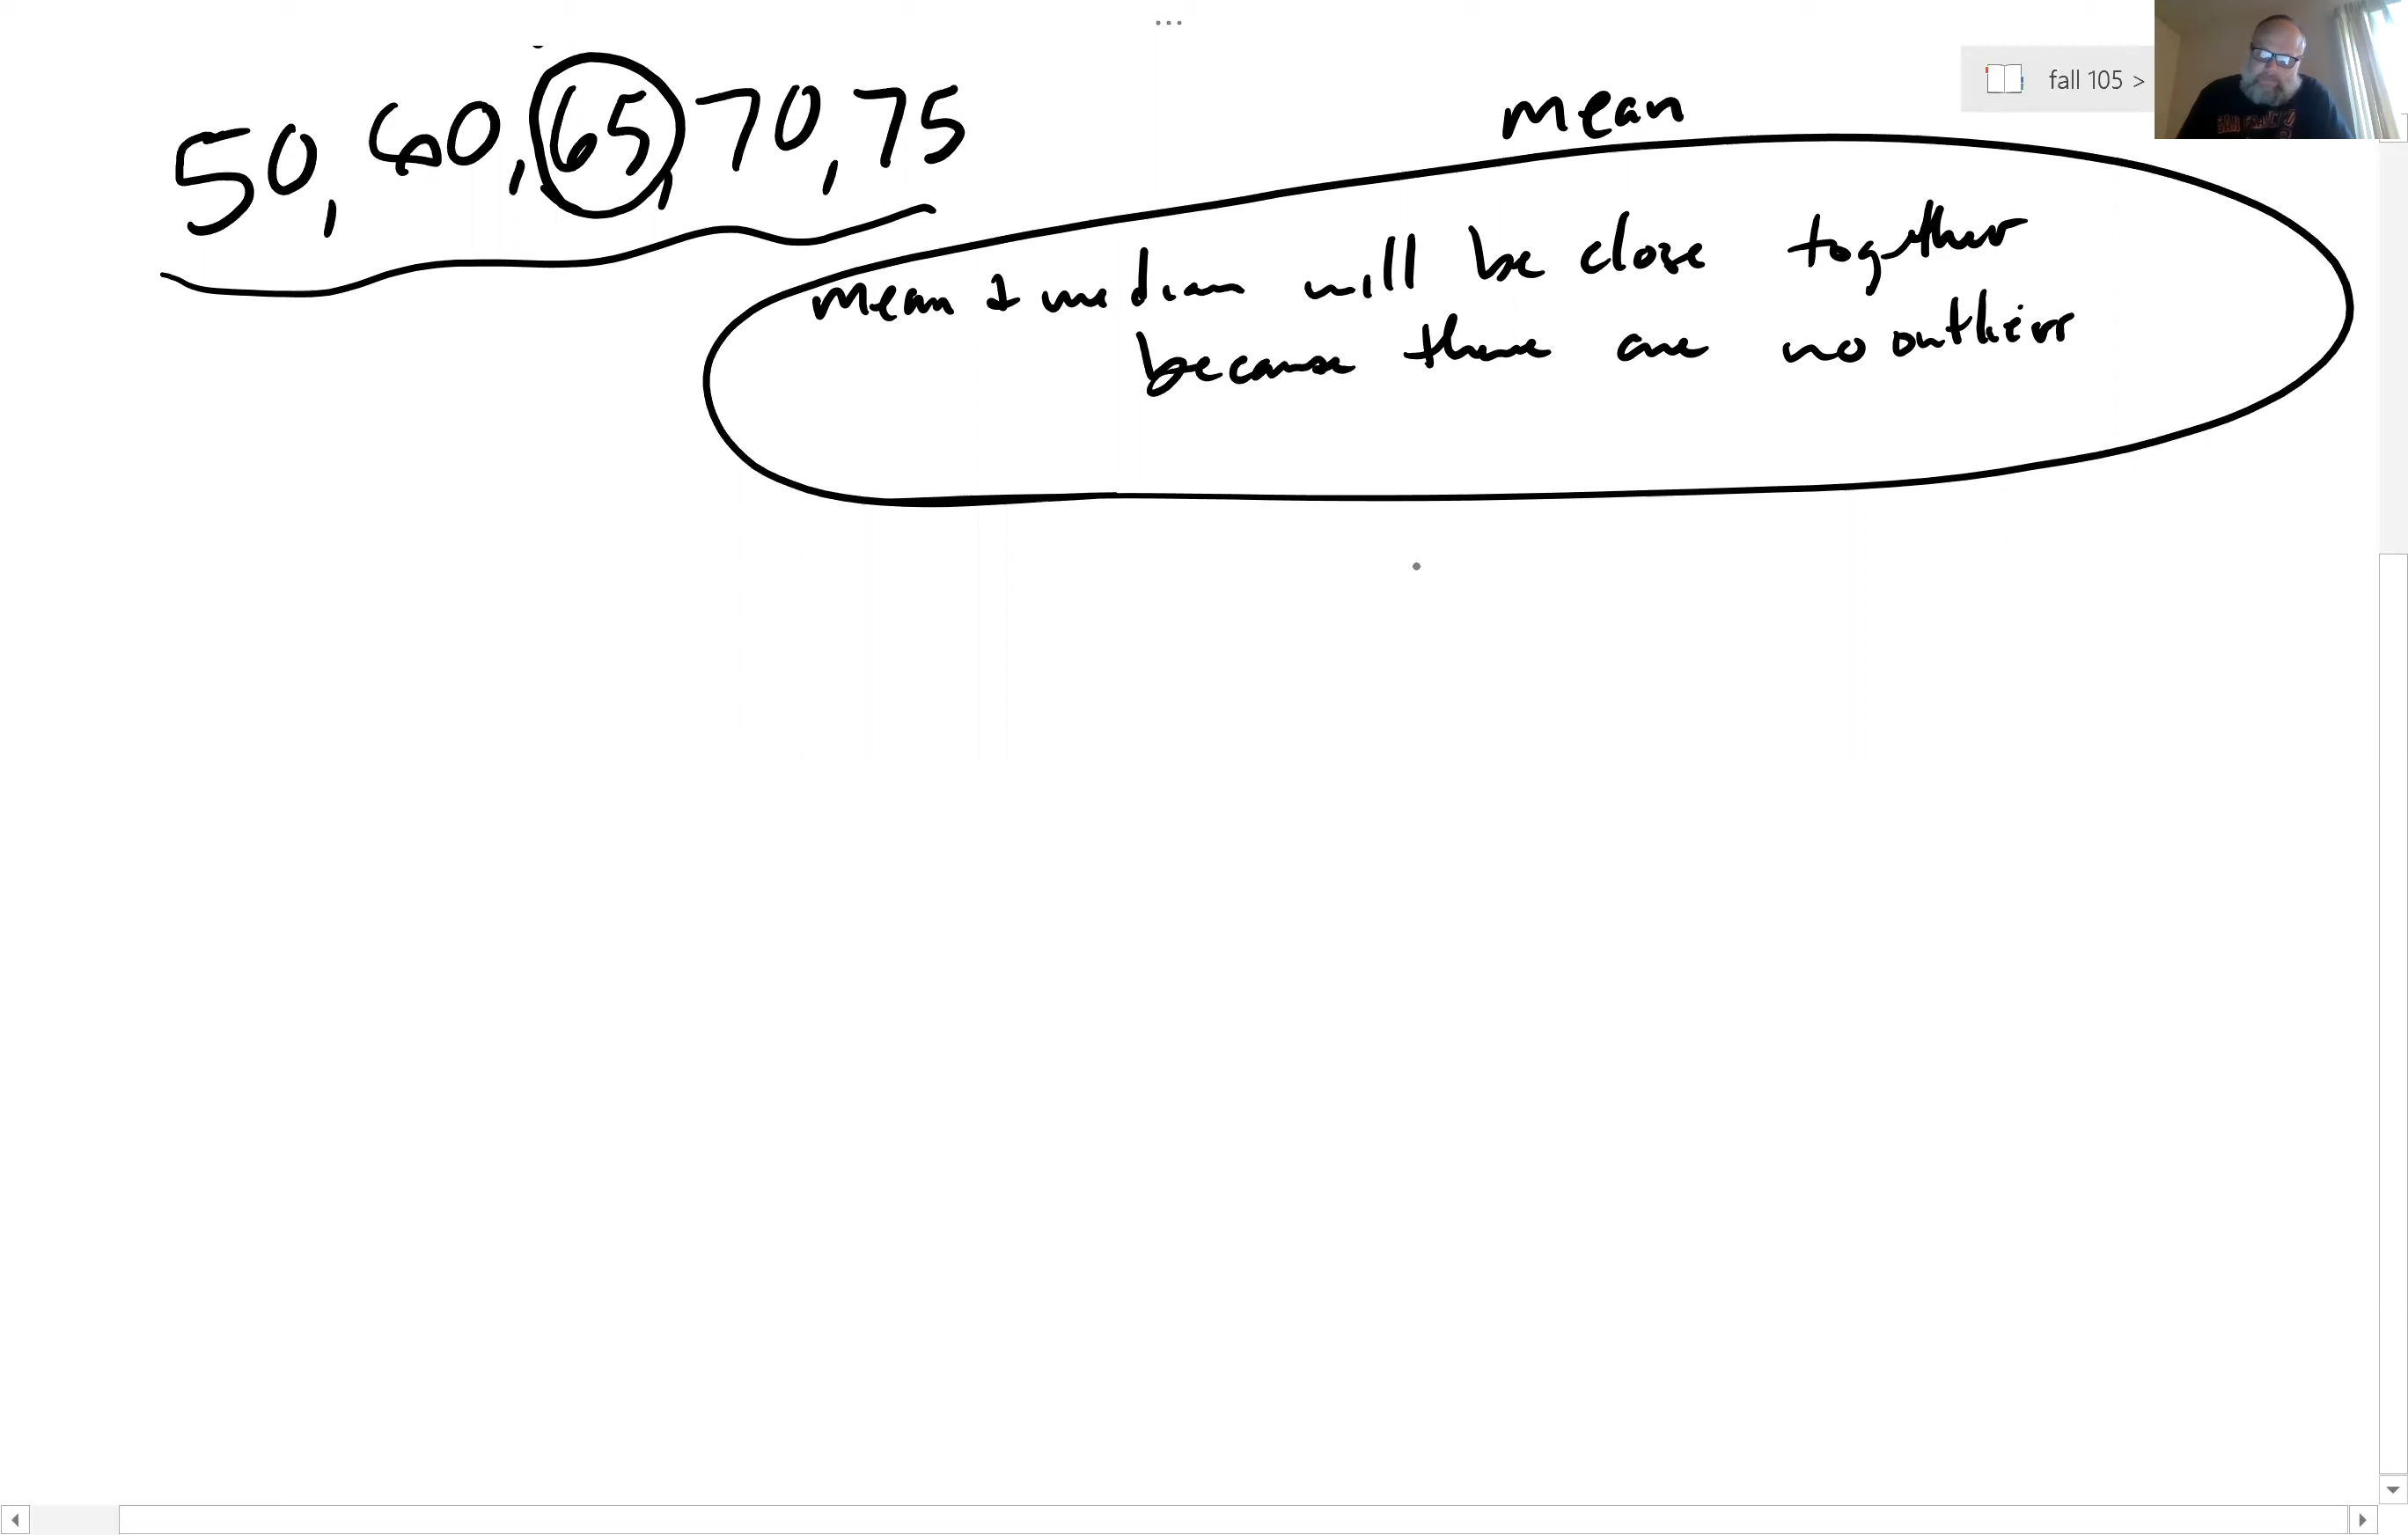 50, 60, 65, 70, 75
mean
fall 105 >
mean + median will be close together
because there are no outliers